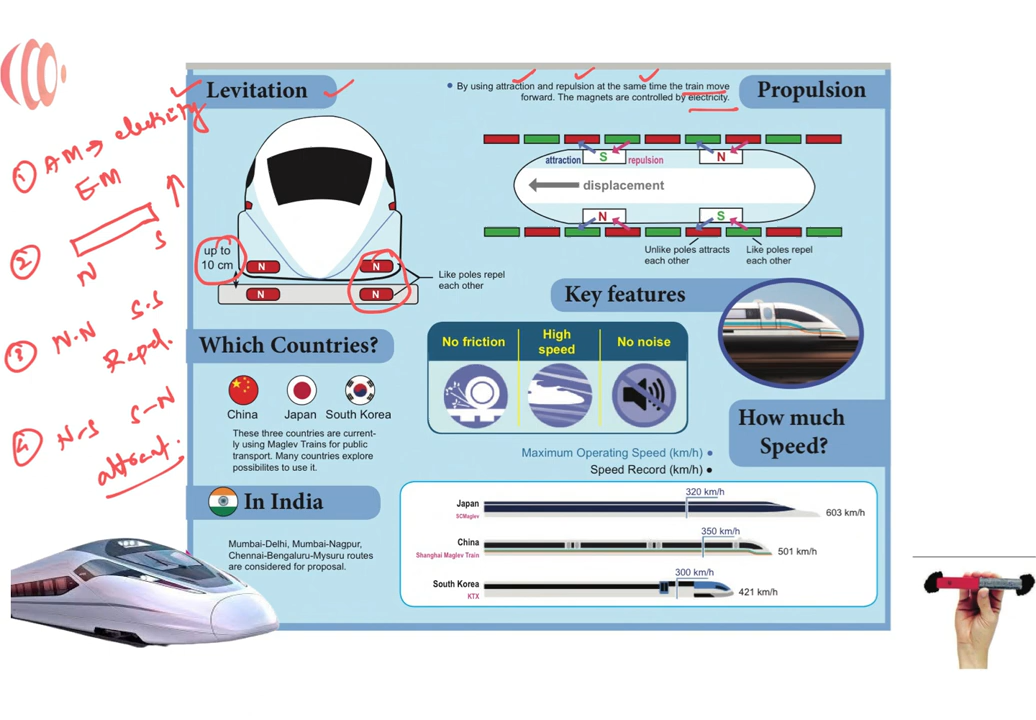 Levitation
• By using attraction and repulsion at the same time the train move
forward. The magnets are controlled by electricity.
Propulsion
① AM → electricity
EM
②
N S
③ N.N S.S
Repel.
④ N-S S-N
attract.
up to
10 cm
N N
N N
Like poles repel
each other
attraction S repulsion N
displacement
N S
Unlike poles attracts
each other
Like poles repel
each other
Key features
No friction
High
speed
No noise
Which Countries?
China Japan South Korea
These three countries are current-
ly using Maglev Trains for public
transport. Many countries explore
possibilites to use it.
In India
Mumbai-Delhi, Mumbai-Nagpur,
Chennai-Bengaluru-Mysuru routes
are considered for proposal.
How much
Speed?
Maximum Operating Speed (km/h) •
Speed Record (km/h) •
Japan
SCMaglev
320 km/h
603 km/h
China
Shanghai Maglev Train
350 km/h
501 km/h
South Korea
KTX
300 km/h
421 km/h